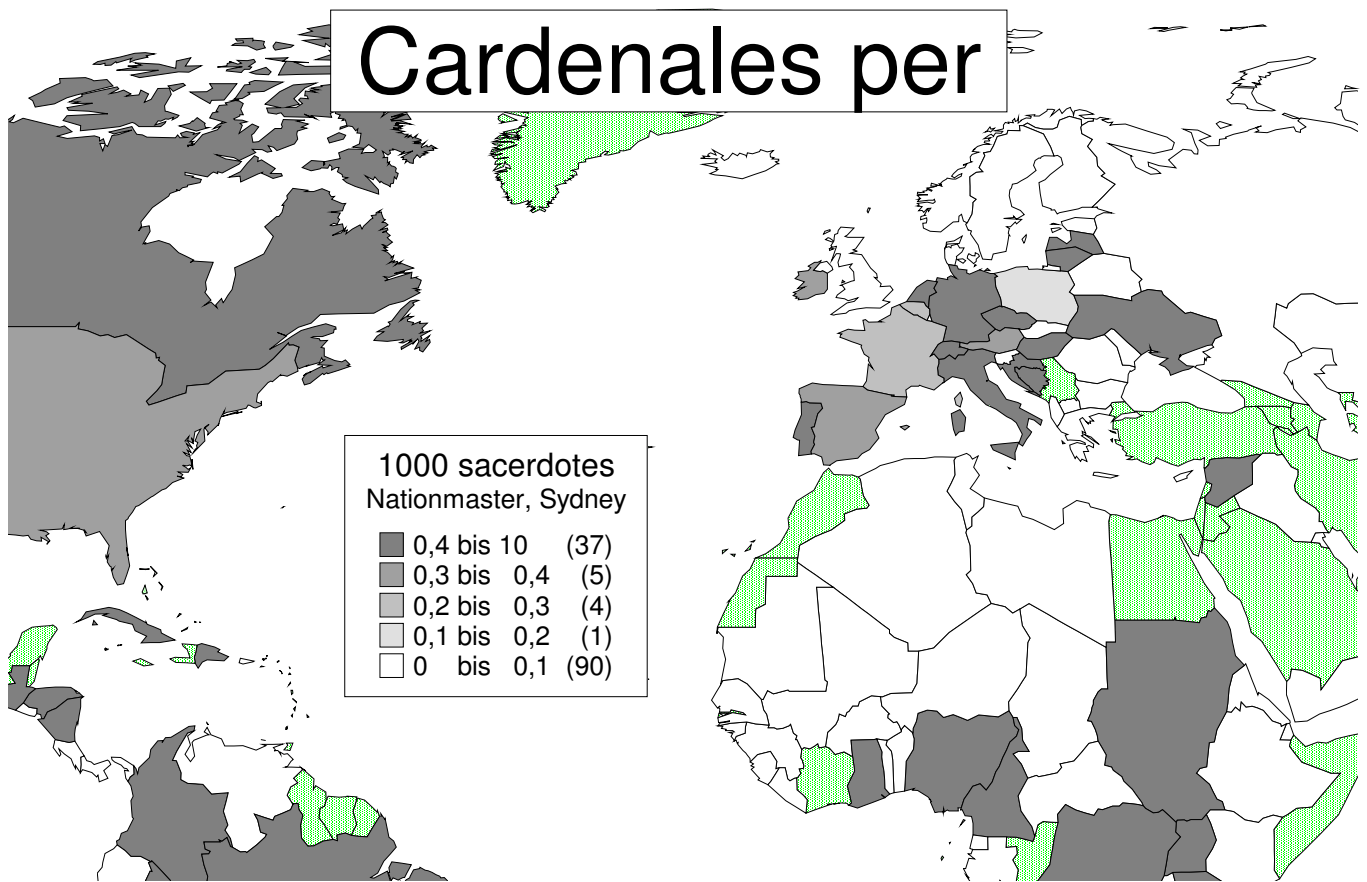 Cardenales per
1000 sacerdotes
Nationmaster, Sydney
0,4 bis 10 (37)
0,3 bis 0,4 (5)
0,2 bis 0,3 (4)
0,1 bis 0,2 (1)
0 bis 0,1 (90)